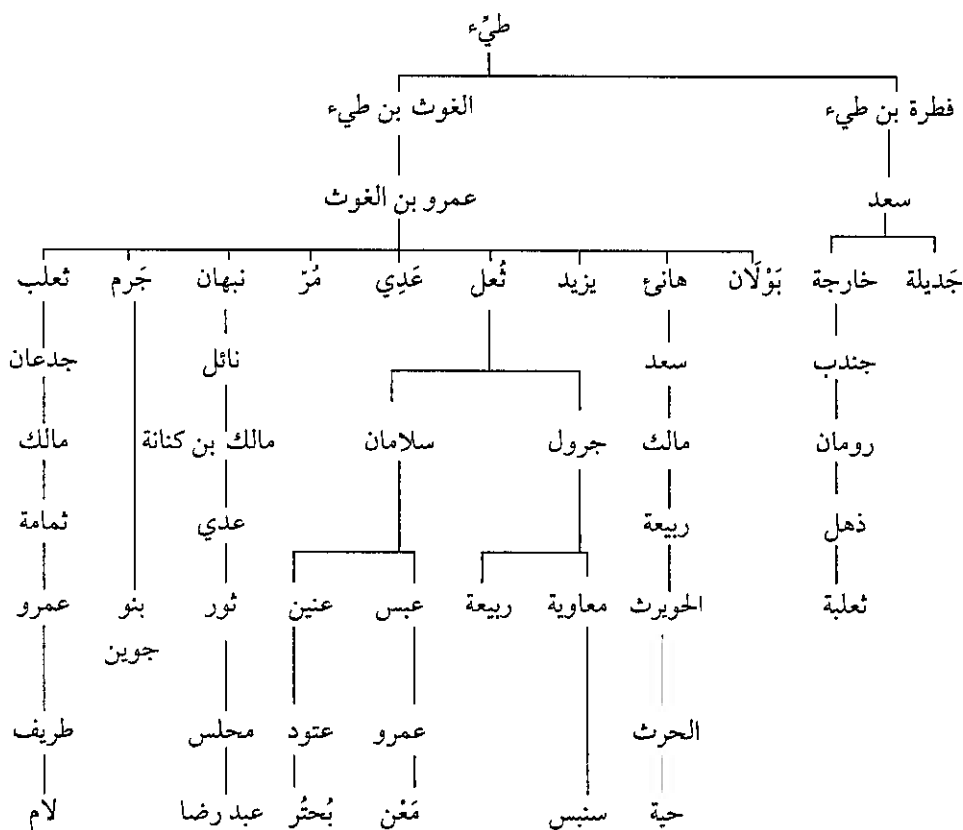 طيِّء
فطرة بن طيء الغوث بن طيء
سعد عمرو بن الغوث
جَديلة خارجة بَوْلَان هانئ يزيد ثُعل عَدِي مُرّ نبهان جَرم ثعلب
جندب سعد نائل جدعان
رومان مالك جرول سلامان مالك بن كنانة مالك
ذهل ربيعة عدي ثمامة
ثعلبة الحويرث معاوية ربيعة عبس عنين ثور بنو عمرو
جوين
الحرث عمرو عتود محلس طريف
حية سنبس مَعْن بُحتُر عبد رضا لام